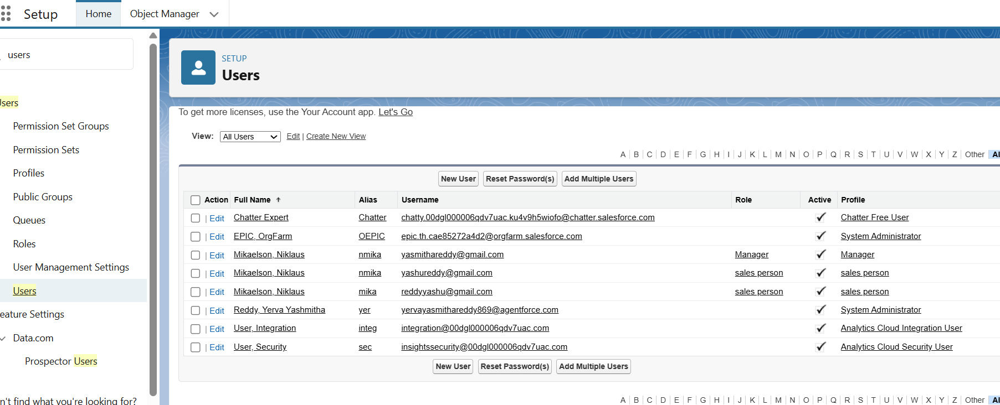 Setup Home Object Manager
users
SETUP
Users
Users
Permission Set Groups
Permission Sets
Profiles
Public Groups
Queues
Roles
User Management Settings
Users
eature Settings
Data.com
Prospector Users
n't find what you're looking for?
To get more licenses, use the Your Account app. Let's Go
View: All Users Edit | Create New View
A B C D E F G H I J K L M N O P Q R S T U V W X Y Z Other Al
New User Reset Password(s) Add Multiple Users
Action Full Name Alias Username Role Active Profile
| Edit Chatter Expert Chatter chatty.00dgl000006qdv7uac.ku4v9h5wiofo@chatter.salesforce.com Chatter Free User
| Edit EPIC, OrgFarm OEPIC epic.th.cae85272a4d2@orgfarm.salesforce.com System Administrator
| Edit Mikaelson, Niklaus nmika yasmithareddy@gmail.com Manager Manager
| Edit Mikaelson, Niklaus nmika yashureddy@gmail.com sales person sales person
| Edit Mikaelson, Niklaus mika reddyyashu@gmail.com sales person sales person
| Edit Reddy, Yerva Yashmitha yer yervayasmithareddy869@agentforce.com System Administrator
| Edit User, Integration integ integration@00dgl000006qdv7uac.com Analytics Cloud Integration User
| Edit User, Security sec insightssecurity@00dgl000006qdv7uac.com Analytics Cloud Security User
New User Reset Password(s) Add Multiple Users
A B C D E F G H I J K L M N O P Q R S T U V W X Y Z Other Al